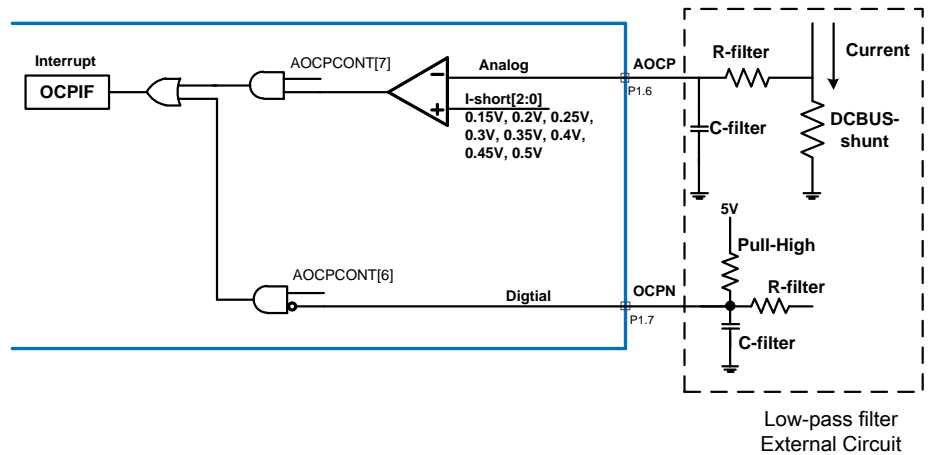 Interrupt
OCPIF
AOCPCONT[7]
Analog
I-short[2:0]
0.15V, 0.2V, 0.25V,
0.3V, 0.35V, 0.4V,
0.45V, 0.5V
AOCP
P1.6
R-filter
Current
C-filter
DCBUS-
shunt
5V
Pull-High
AOCPCONT[6]
Digtial
OCPN
P1.7
R-filter
C-filter
Low-pass filter
External Circuit